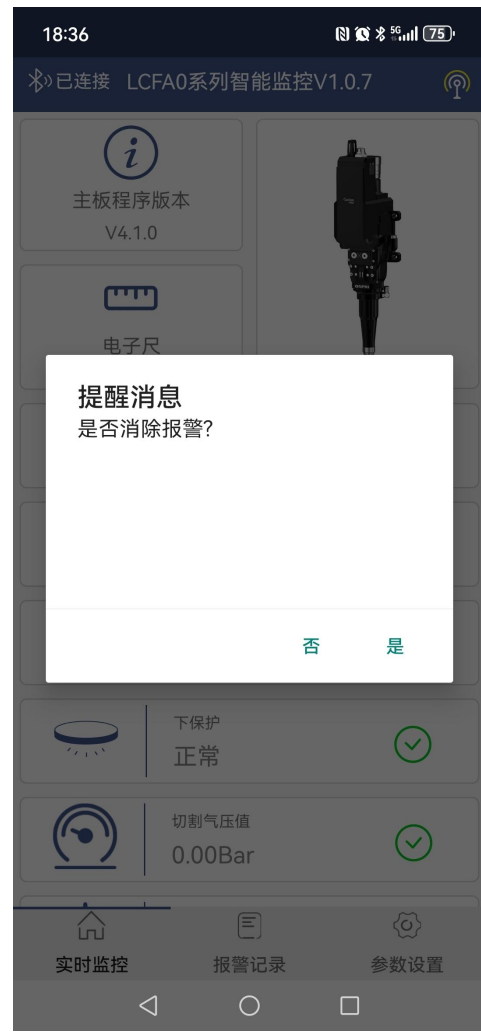 18:36
5G
75
已连接 LCFA0系列智能监控V1.0.7
主板程序版本
V4.1.0
电子尺
提醒消息
是否消除报警?
否 是
下保护
正常
切割气压值
0.00Bar
实时监控 报警记录 参数设置